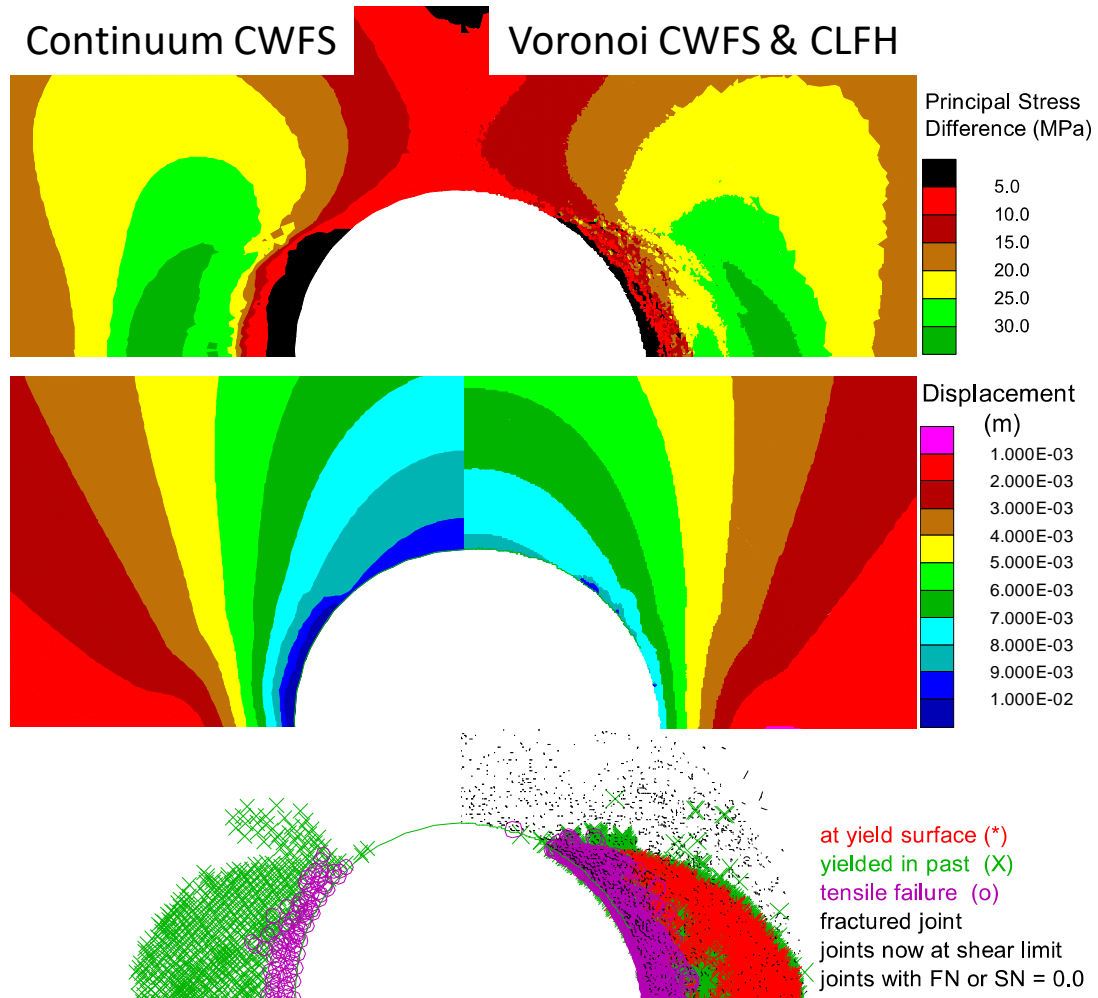 Continuum CWFS
Voronoi CWFS & CLFH
Principal Stress
Difference (MPa)
5.0
10.0
15.0
20.0
25.0
30.0
Displacement
(m)
1.000E-03
2.000E-03
3.000E-03
4.000E-03
5.000E-03
6.000E-03
7.000E-03
8.000E-03
9.000E-03
1.000E-02
at yield surface (*)
yielded in past (X)
tensile failure (o)
fractured joint
joints now at shear limit
joints with FN or SN = 0.0